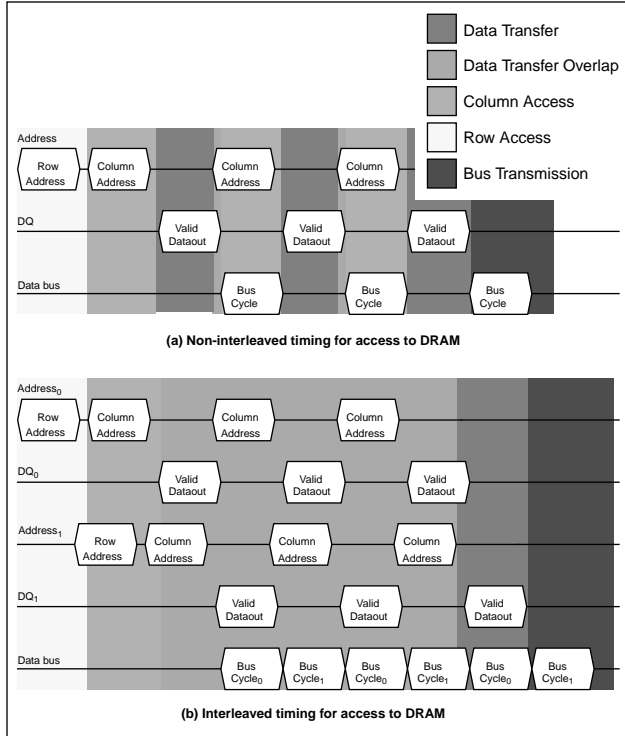 Data Transfer
Data Transfer Overlap
Column Access
Row Access
Bus Transmission
Address
Row
Address
Column
Address
Column
Address
Column
Address
DQ
Valid
Dataout
Valid
Dataout
Valid
Dataout
Data bus
Bus
Cycle
Bus
Cycle
Bus
Cycle
(a) Non-interleaved timing for access to DRAM
Address0
Row
Address
Column
Address
Column
Address
Column
Address
DQ0
Valid
Dataout
Valid
Dataout
Valid
Dataout
Address1
Row
Address
Column
Address
Column
Address
Column
Address
DQ1
Valid
Dataout
Valid
Dataout
Valid
Dataout
Data bus
Bus
Cycle0
Bus
Cycle1
Bus
Cycle0
Bus
Cycle1
Bus
Cycle0
Bus
Cycle1
(b) Interleaved timing for access to DRAM